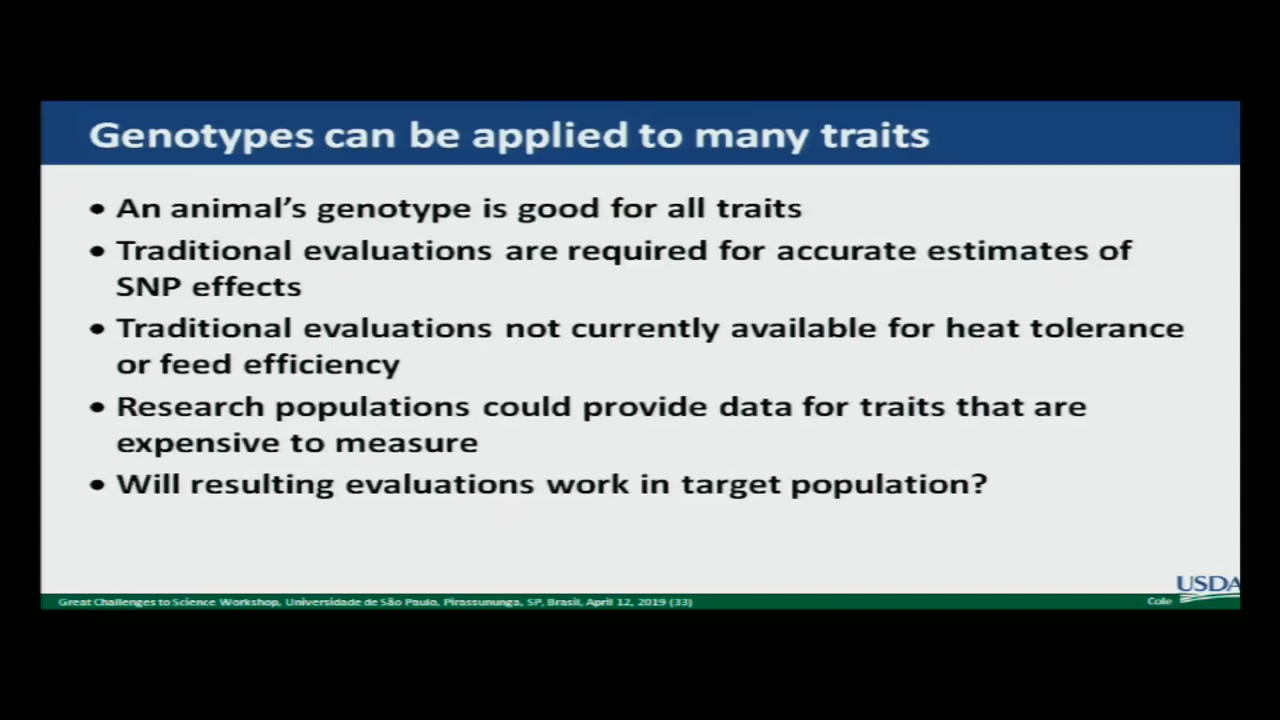 Genotypes can be applied to many traits
• An animal's genotype is good for all traits
• Traditional evaluations are required for accurate estimates of
SNP effects
• Traditional evaluations not currently available for heat tolerance
or feed efficiency
• Research populations could provide data for traits that are
expensive to measure
• Will resulting evaluations work in target population?
USDA
Great Challenges to Science Workshop, Universidade de São Paulo, Pirassununga, SP, Brasil, April 12, 2019 (33)
Cole